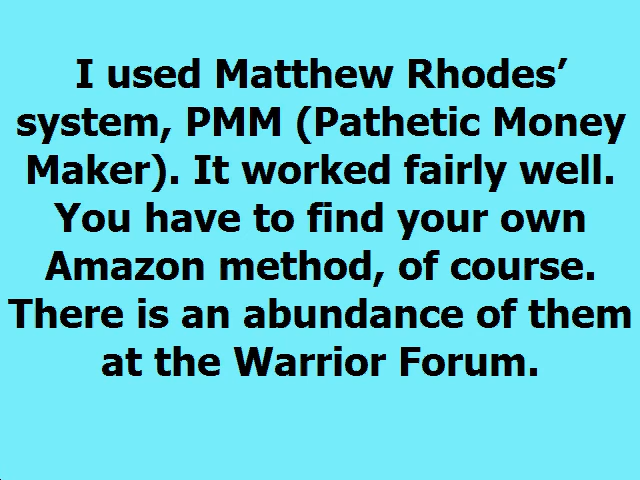 I used Matthew Rhodes’
system, PMM (Pathetic Money
Maker). It worked fairly well.
You have to find your own
Amazon method, of course.
There is an abundance of them
at the Warrior Forum.